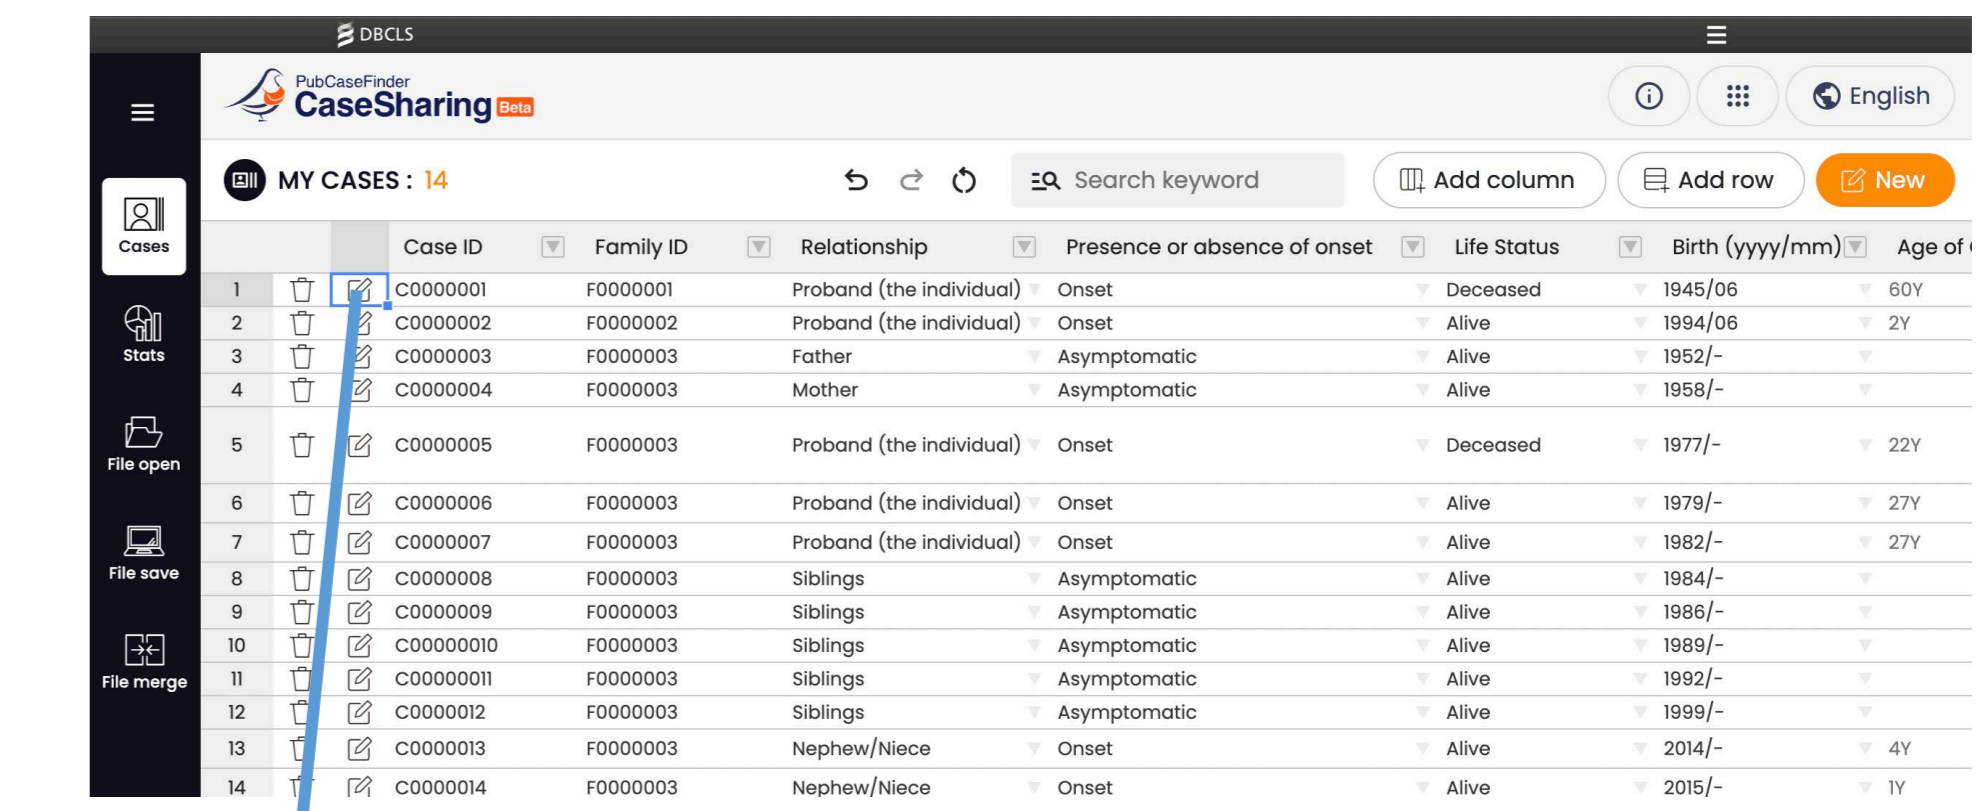 DBCLS
PubCaseFinder
CaseSharing Beta
English
MY CASES : 14
Search keyword
Add column
Add row
New
Cases
Stats
File open
File save
File merge
Case ID Family ID Relationship Presence or absence of onset Life Status Birth (yyyy/mm) Age of
1 C0000001 F0000001 Proband (the individual) Onset Deceased 1945/06 60Y
2 C0000002 F0000002 Proband (the individual) Onset Alive 1994/06 2Y
3 C0000003 F0000003 Father Asymptomatic Alive 1952/-
4 C0000004 F0000003 Mother Asymptomatic Alive 1958/-
5 C0000005 F0000003 Proband (the individual) Onset Deceased 1977/- 22Y
6 C0000006 F0000003 Proband (the individual) Onset Alive 1979/- 27Y
7 C0000007 F0000003 Proband (the individual) Onset Alive 1982/- 27Y
8 C0000008 F0000003 Siblings Asymptomatic Alive 1984/-
9 C0000009 F0000003 Siblings Asymptomatic Alive 1986/-
10 C00000010 F0000003 Siblings Asymptomatic Alive 1989/-
11 C00000011 F0000003 Siblings Asymptomatic Alive 1992/-
12 C0000012 F0000003 Siblings Asymptomatic Alive 1999/-
13 C0000013 F0000003 Nephew/Niece Onset Alive 2014/- 4Y
14 C0000014 F0000003 Nephew/Niece Onset Alive 2015/- 1Y